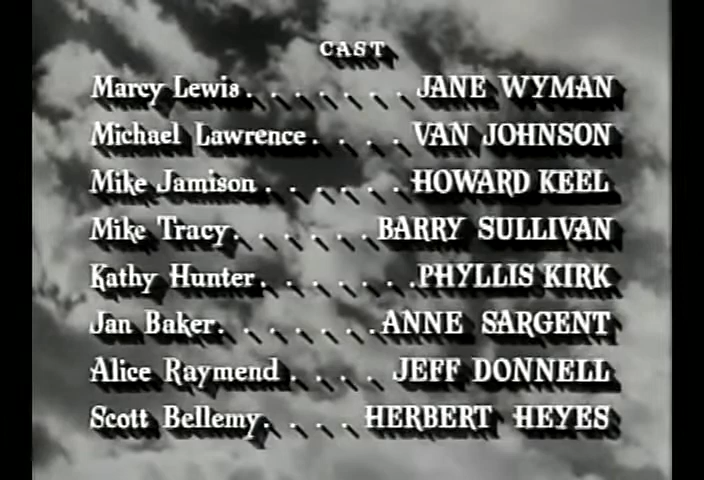 CAST
Marcy Lewis. . . . . . . JANE WYMAN
Michael Lawrence. . . . VAN JOHNSON
Mike Jamison . . . . . . HOWARD KEEL
Mike Tracy. . . . . . BARRY SULLIVAN
Kathy Hunter. . . . . . . PHYLLIS KIRK
Jan Baker. . . . . . . ANNE SARGENT
Alice Raymend . . . . JEFF DONNELL
Scott Bellemy. . . . HERBERT HEYES